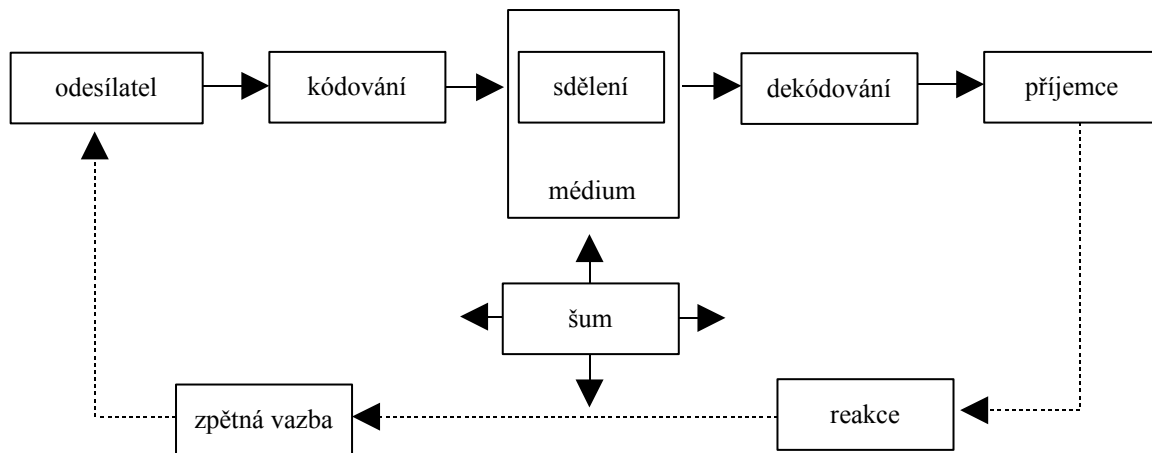 odesílatel
kódování
sdělení
dekódování
příjemce
médium
šum
zpětná vazba
reakce